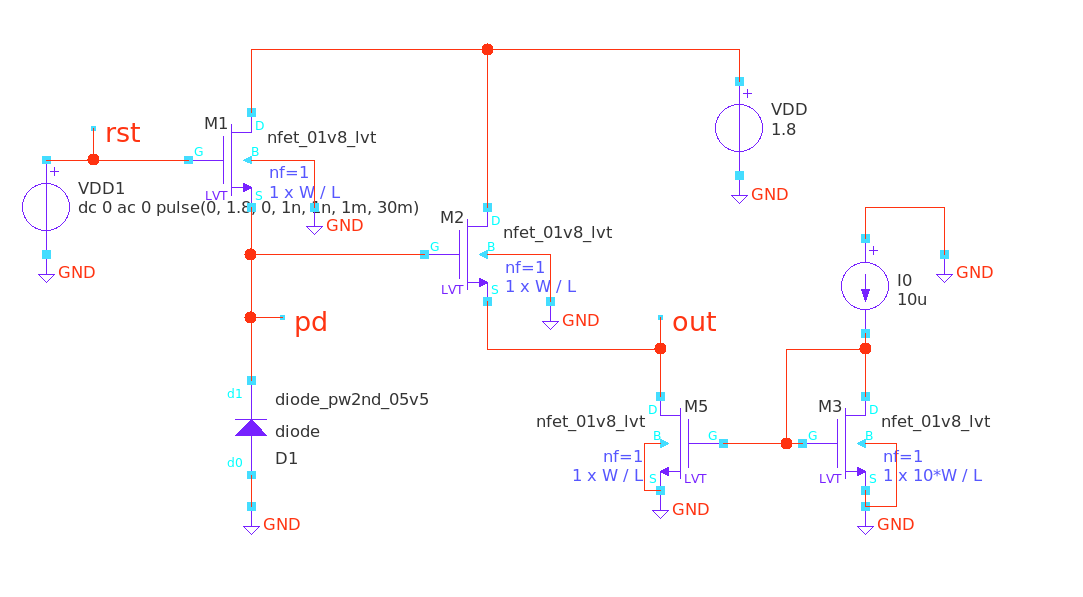 rst
VDD1
dc 0 ac 0 pulse(0, 1.8, 0, 1n, 1n, 1m, 30m)
+
GND
M1
D
nfet_01v8_lvt
G
B
nf=1
1 x W / L
LVT
S
GND
M2
D
nfet_01v8_lvt
G
B
nf=1
1 x W / L
LVT
S
GND
+
VDD
1.8
GND
pd
d1
diode_pw2nd_05v5
diode
D1
d0
GND
out
M5
D
nfet_01v8_lvt
B
G
nf=1
1 x W / L
S
LVT
GND
+
I0
10u
GND
M3
D
nfet_01v8_lvt
G
B
nf=1
1 x 10*W / L
LVT
S
GND